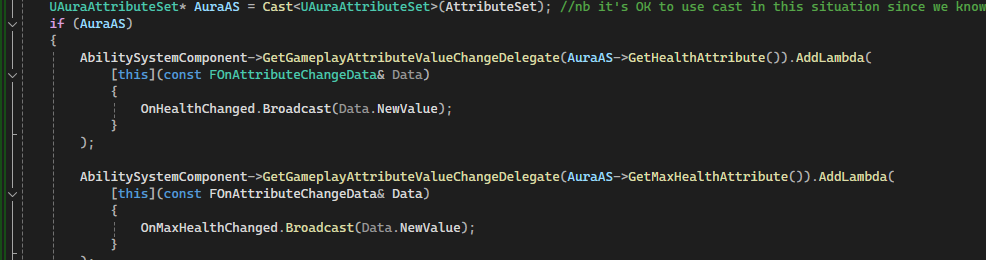 UAuraAttributeSet* AuraAS = Cast<UAuraAttributeSet>(AttributeSet); //nb it's OK to use cast in this situation since we know
if (AuraAS)
{
AbilitySystemComponent->GetGameplayAttributeValueChangeDelegate(AuraAS->GetHealthAttribute()).AddLambda(
[this](const FOnAttributeChangeData& Data)
{
OnHealthChanged.Broadcast(Data.NewValue);
}
);
AbilitySystemComponent->GetGameplayAttributeValueChangeDelegate(AuraAS->GetMaxHealthAttribute()).AddLambda(
[this](const FOnAttributeChangeData& Data)
{
OnMaxHealthChanged.Broadcast(Data.NewValue);
}
);